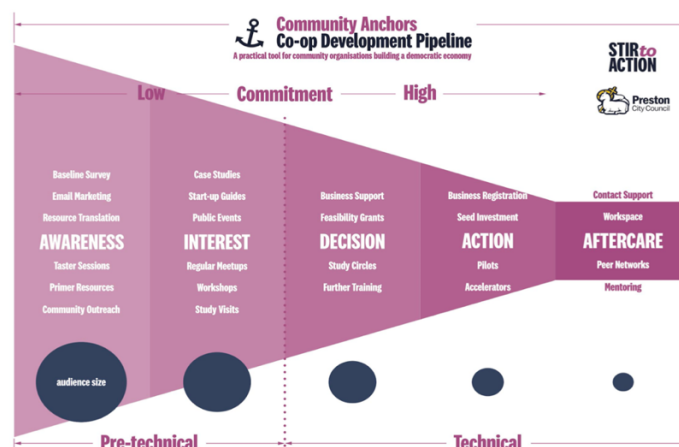 Community Anchors
Co-op Development Pipeline
A practical tool for community organisations building a democratic economy
STIRto
ACTION
Preston
City Council
Low
Commitment
High
Baseline Survey
Email Marketing
Resource Translation
AWARENESS
Taster Sessions
Primer Resources
Community Outreach
Case Studies
Start-up Guides
Public Events
INTEREST
Regular Meetups
Workshops
Study Visits
Business Support
Feasibility Grants
DECISION
Study Circles
Further Training
Business Registration
Seed Investment
ACTION
Pilots
Accelerators
Contact Support
Workspace
AFTERCARE
Peer Networks
Mentoring
audience size
Pre-technical
Technical